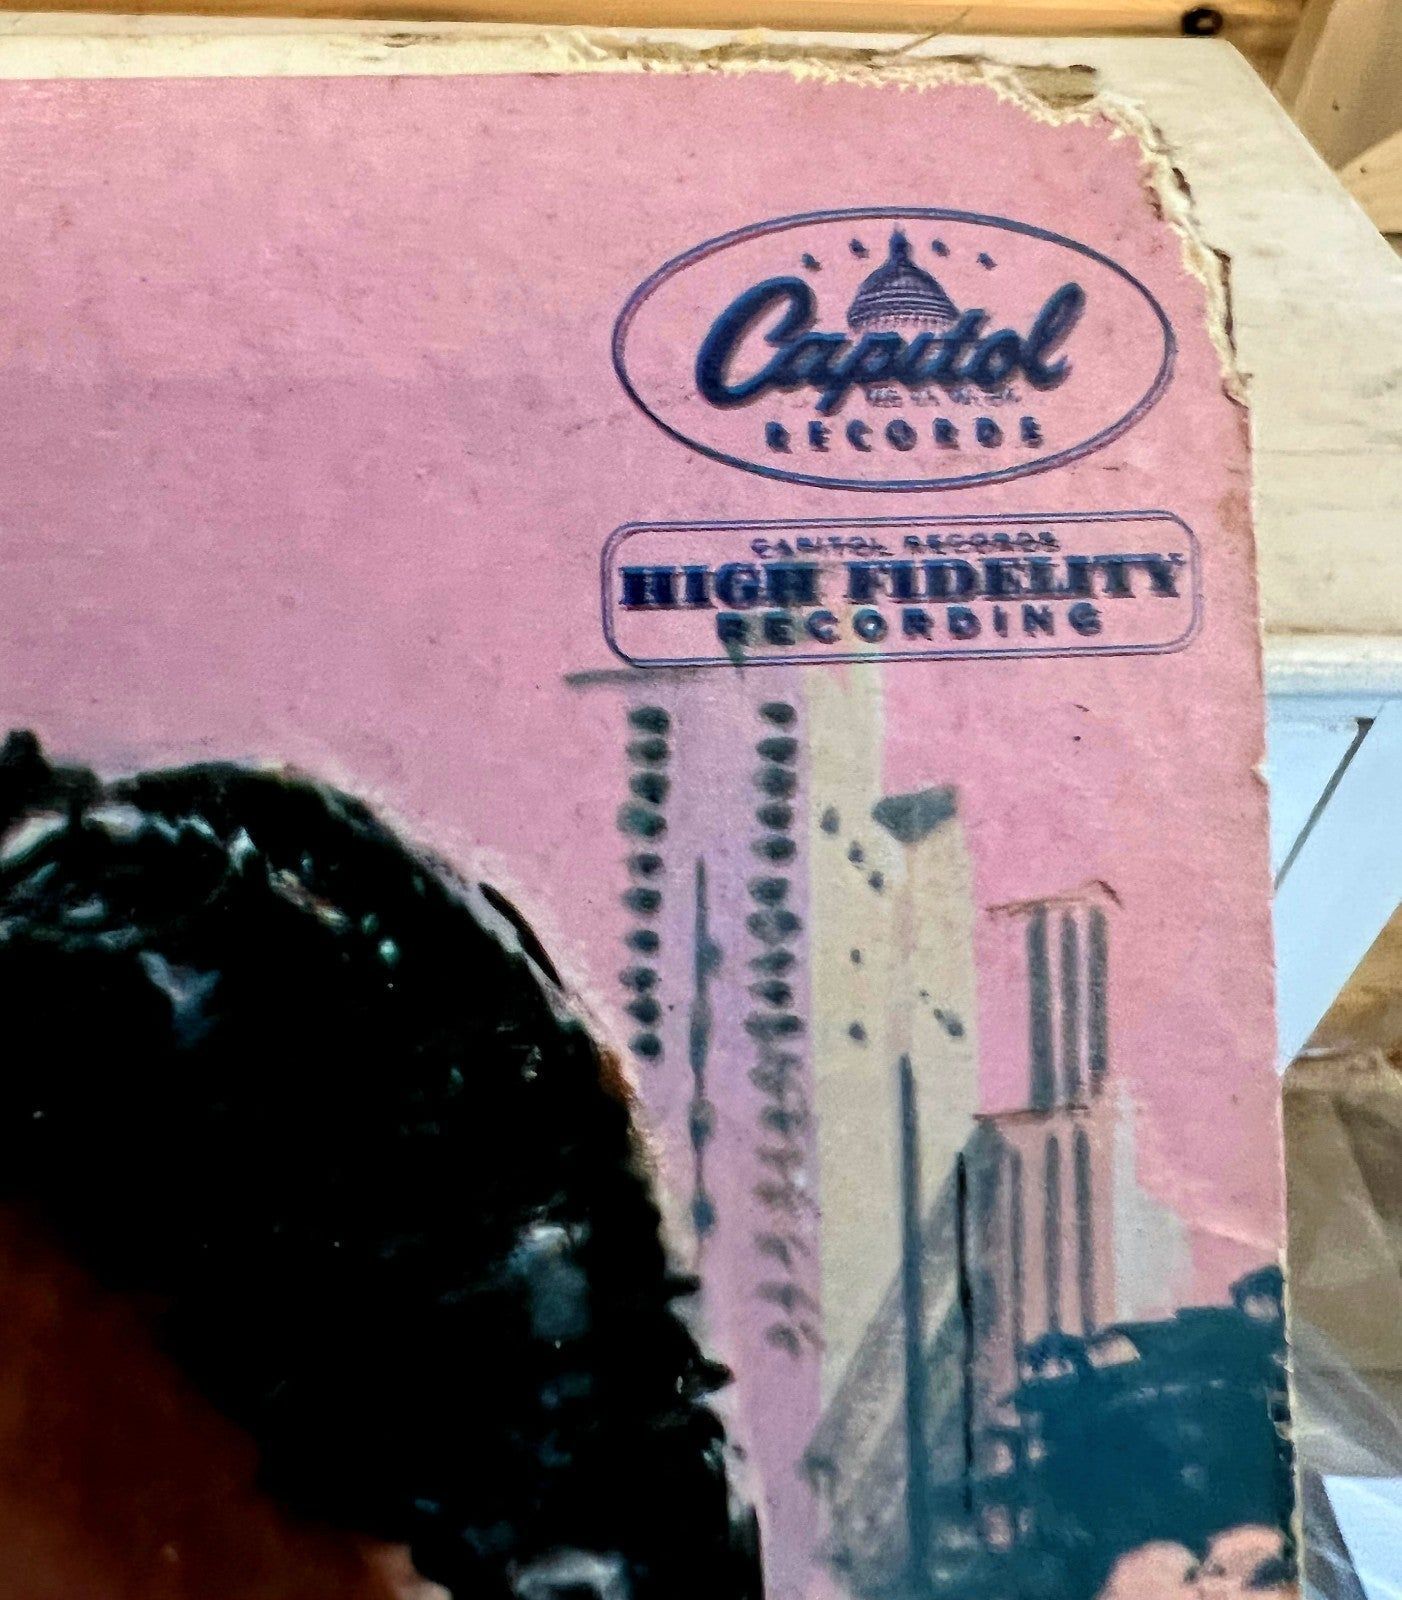 Capitol
RECORDS
CAPITOL RECORDS
HIGH FIDELITY
RECORDING